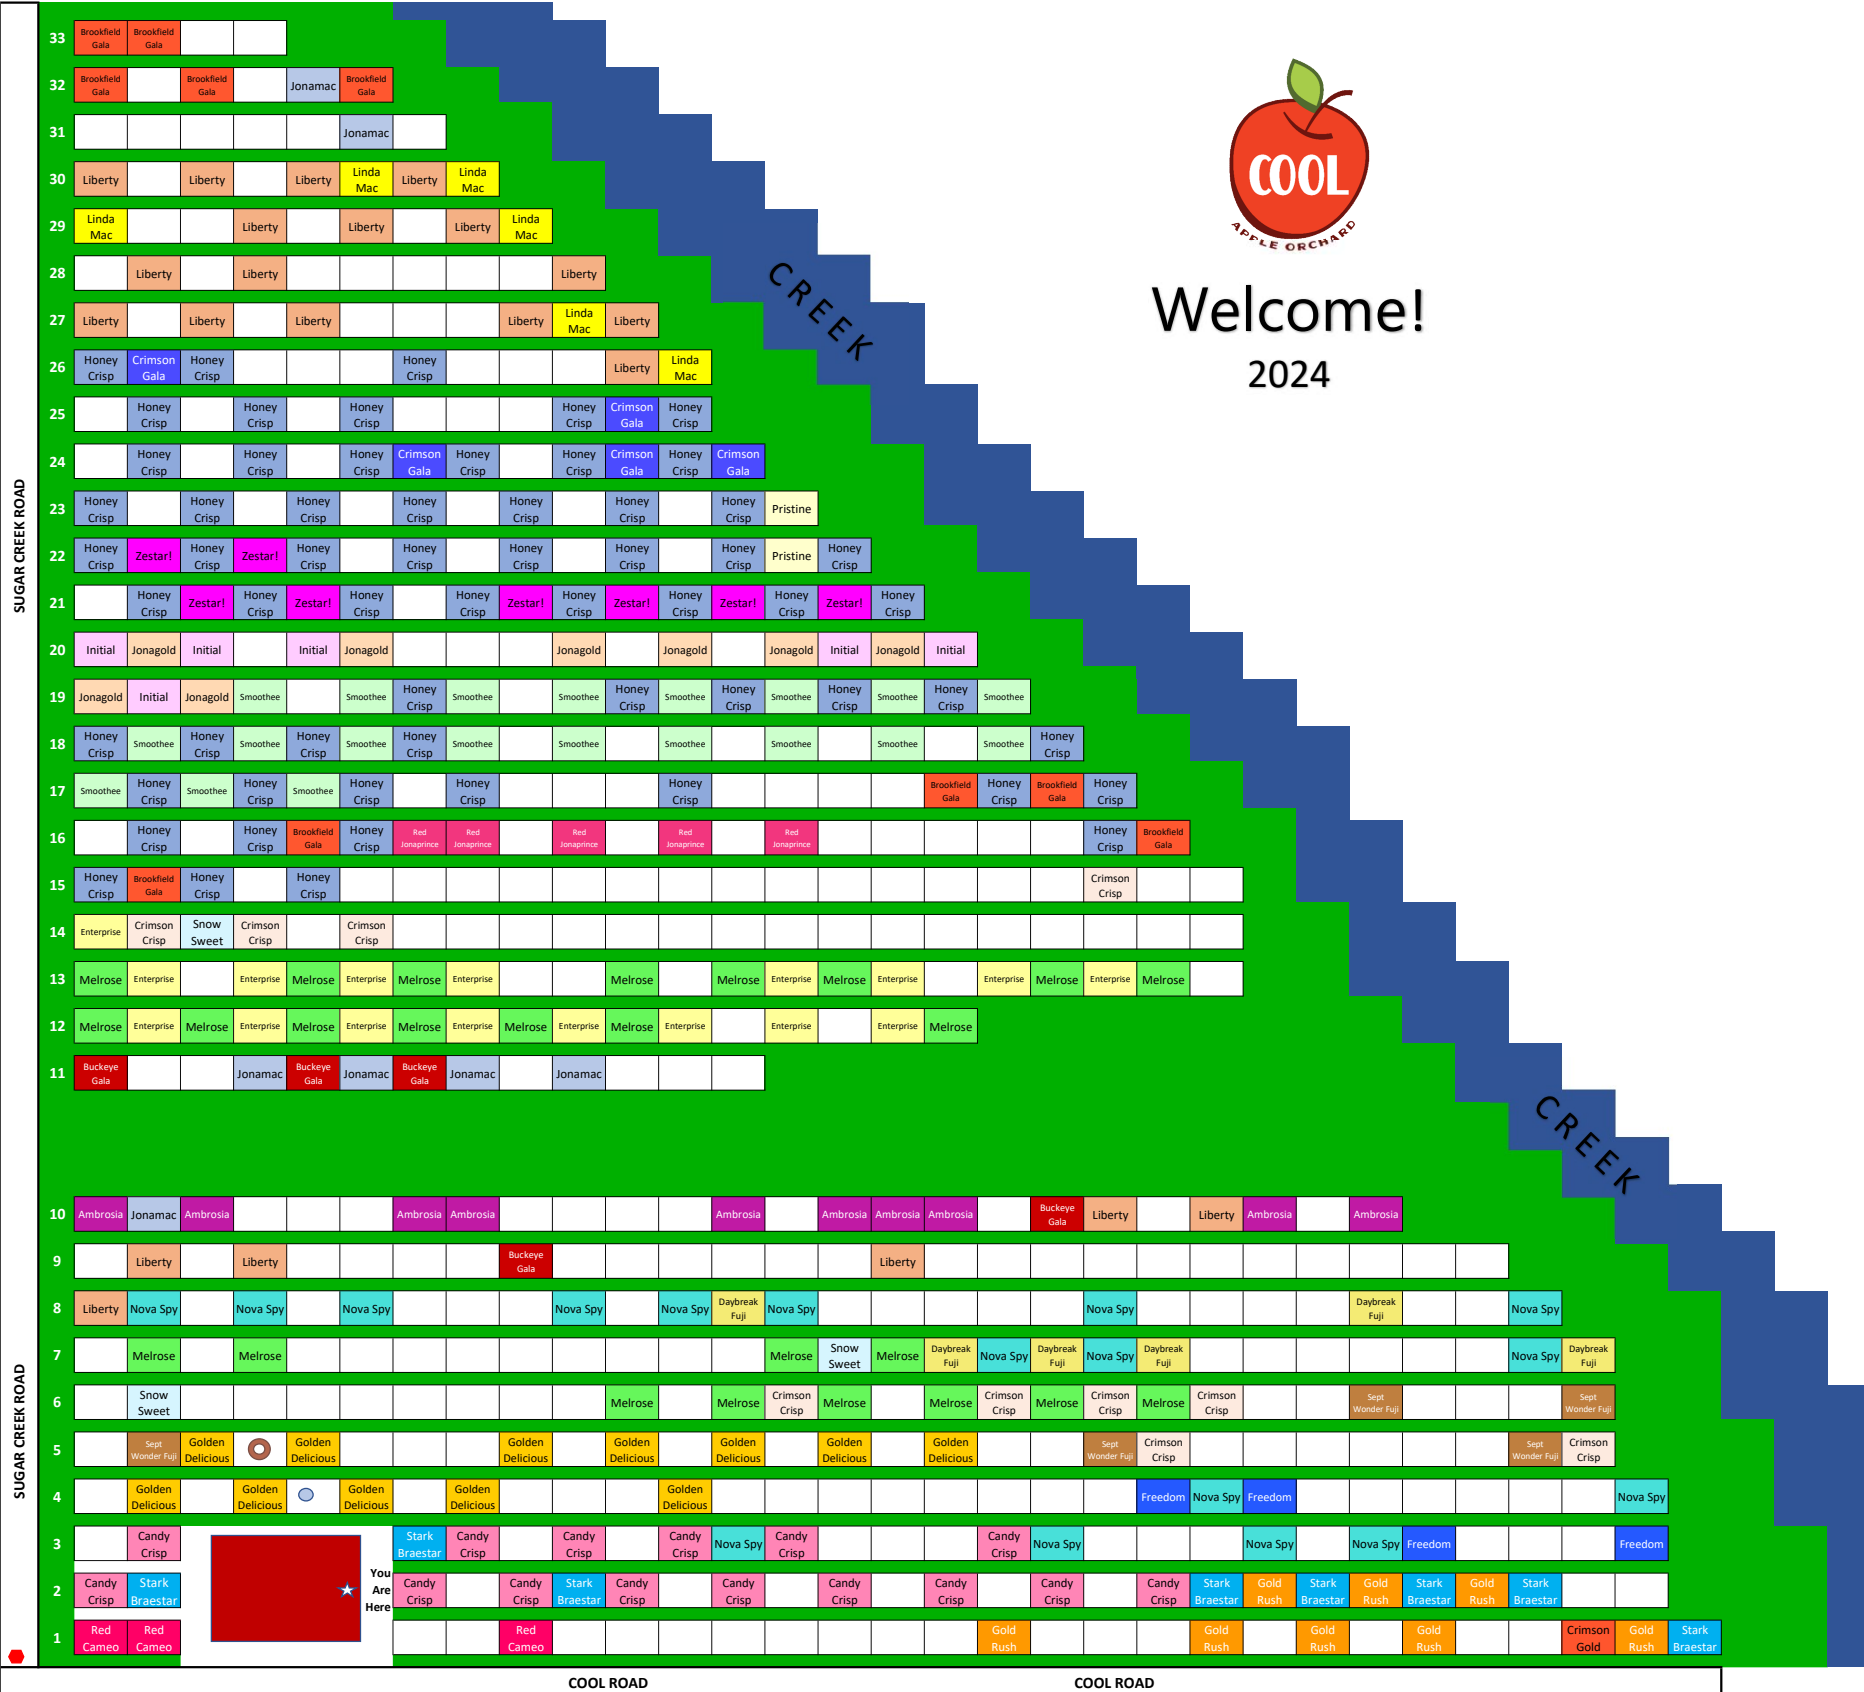 COOL
APPLE ORCHARD
Welcome!
2024
CREEK
CREEK
SUGAR CREEK ROAD
SUGAR CREEK ROAD
33 Brookfield Gala Brookfield Gala
32 Brookfield Gala Brookfield Gala Jonamac Brookfield Gala
31 Jonamac
30 Liberty Liberty Liberty Linda Mac Liberty Linda Mac
29 Linda Mac Liberty Liberty Liberty Linda Mac
28 Liberty Liberty Liberty
27 Liberty Liberty Liberty Liberty Linda Mac Liberty
26 Honey Crisp Crimson Gala Honey Crisp Honey Crisp Liberty Linda Mac
25 Honey Crisp Honey Crisp Honey Crisp Honey Crisp Crimson Gala Honey Crisp
24 Honey Crisp Honey Crisp Honey Crisp Crimson Gala Honey Crisp Honey Crisp Crimson Gala Honey Crisp Crimson Gala
23 Honey Crisp Honey Crisp Honey Crisp Honey Crisp Honey Crisp Honey Crisp Honey Crisp Pristine
22 Honey Crisp Zestar! Honey Crisp Zestar! Honey Crisp Honey Crisp Honey Crisp Honey Crisp Honey Crisp Pristine Honey Crisp
21 Honey Crisp Zestar! Honey Crisp Zestar! Honey Crisp Honey Crisp Zestar! Honey Crisp Zestar! Honey Crisp Zestar! Honey Crisp Zestar! Honey Crisp
20 Initial Jonagold Initial Initial Jonagold Jonagold Jonagold Jonagold Initial Jonagold Initial
19 Jonagold Initial Jonagold Smoothee Smoothee Honey Crisp Smoothee Smoothee Honey Crisp Smoothee Honey Crisp Smoothee Honey Crisp Smoothee Honey Crisp Smoothee
18 Honey Crisp Smoothee Honey Crisp Smoothee Honey Crisp Smoothee Honey Crisp Smoothee Smoothee Smoothee Smoothee Smoothee Smoothee Honey Crisp
17 Smoothee Honey Crisp Smoothee Honey Crisp Smoothee Honey Crisp Honey Crisp Honey Crisp Brookfield Gala Honey Crisp Brookfield Gala Honey Crisp
16 Honey Crisp Honey Crisp Brookfield Gala Honey Crisp Red Jonaprince Red Jonaprince Red Jonaprince Red Jonaprince Red Jonaprince Honey Crisp Brookfield Gala
15 Honey Crisp Brookfield Gala Honey Crisp Honey Crisp Crimson Crisp
14 Enterprise Crimson Crisp Snow Sweet Crimson Crisp Crimson Crisp
13 Melrose Enterprise Enterprise Melrose Enterprise Melrose Enterprise Melrose Melrose Enterprise Melrose Enterprise Enterprise Melrose Enterprise Melrose
12 Melrose Enterprise Melrose Enterprise Melrose Enterprise Melrose Enterprise Melrose Enterprise Melrose Enterprise Enterprise Enterprise Melrose
11 Buckeye Gala Jonamac Buckeye Gala Jonamac Buckeye Gala Jonamac Jonamac
10 Ambrosia Jonamac Ambrosia Ambrosia Ambrosia Ambrosia Ambrosia Ambrosia Ambrosia Buckeye Gala Liberty Liberty Ambrosia Ambrosia
9 Liberty Liberty Buckeye Gala Liberty
8 Liberty Nova Spy Nova Spy Nova Spy Nova Spy Nova Spy Daybreak Fuji Nova Spy Nova Spy Daybreak Fuji Nova Spy
7 Melrose Melrose Melrose Snow Sweet Melrose Daybreak Fuji Nova Spy Daybreak Fuji Nova Spy Daybreak Fuji Nova Spy Daybreak Fuji
6 Snow Sweet Melrose Melrose Crimson Crisp Melrose Melrose Crimson Crisp Melrose Crimson Crisp Melrose Crimson Crisp Sept Wonder Fuji Sept Wonder Fuji
5 Sept Wonder Fuji Golden Delicious Golden Delicious Golden Delicious Golden Delicious Golden Delicious Golden Delicious Golden Delicious Sept Wonder Fuji Crimson Crisp Sept Wonder Fuji Crimson Crisp
4 Golden Delicious Golden Delicious Golden Delicious Golden Delicious Golden Delicious Freedom Nova Spy Freedom Nova Spy
3 Candy Crisp Stark Braestar Candy Crisp Candy Crisp Candy Crisp Nova Spy Candy Crisp Candy Crisp Nova Spy Nova Spy Nova Spy Freedom Freedom
You
Are
Here
2 Candy Crisp Stark Braestar Candy Crisp Candy Crisp Stark Braestar Candy Crisp Candy Crisp Candy Crisp Candy Crisp Candy Crisp Candy Crisp Stark Braestar Gold Rush Stark Braestar Gold Rush Stark Braestar Gold Rush Stark Braestar
1 Red Cameo Red Cameo Red Cameo Gold Rush Gold Rush Gold Rush Gold Rush Crimson Gold Gold Rush Stark Braestar
COOL ROAD COOL ROAD